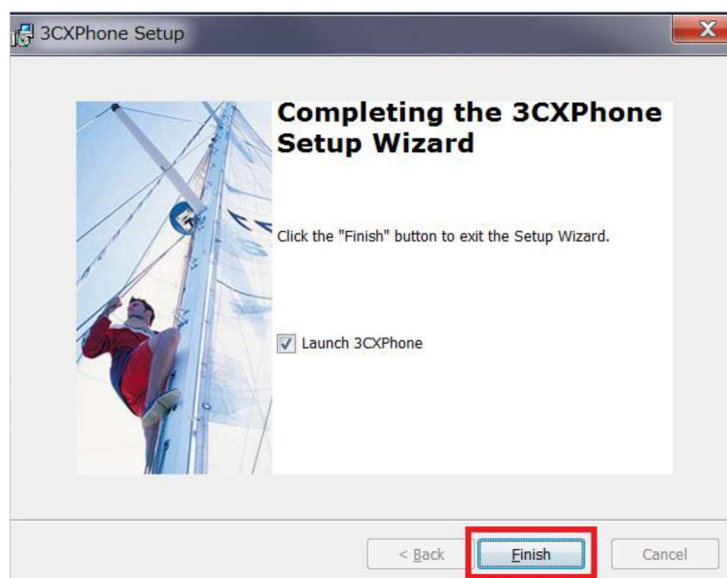 3CXPhone Setup
Completing the 3CXPhone
Setup Wizard
Click the "Finish" button to exit the Setup Wizard.
Launch 3CXPhone
< Back
Finish
Cancel